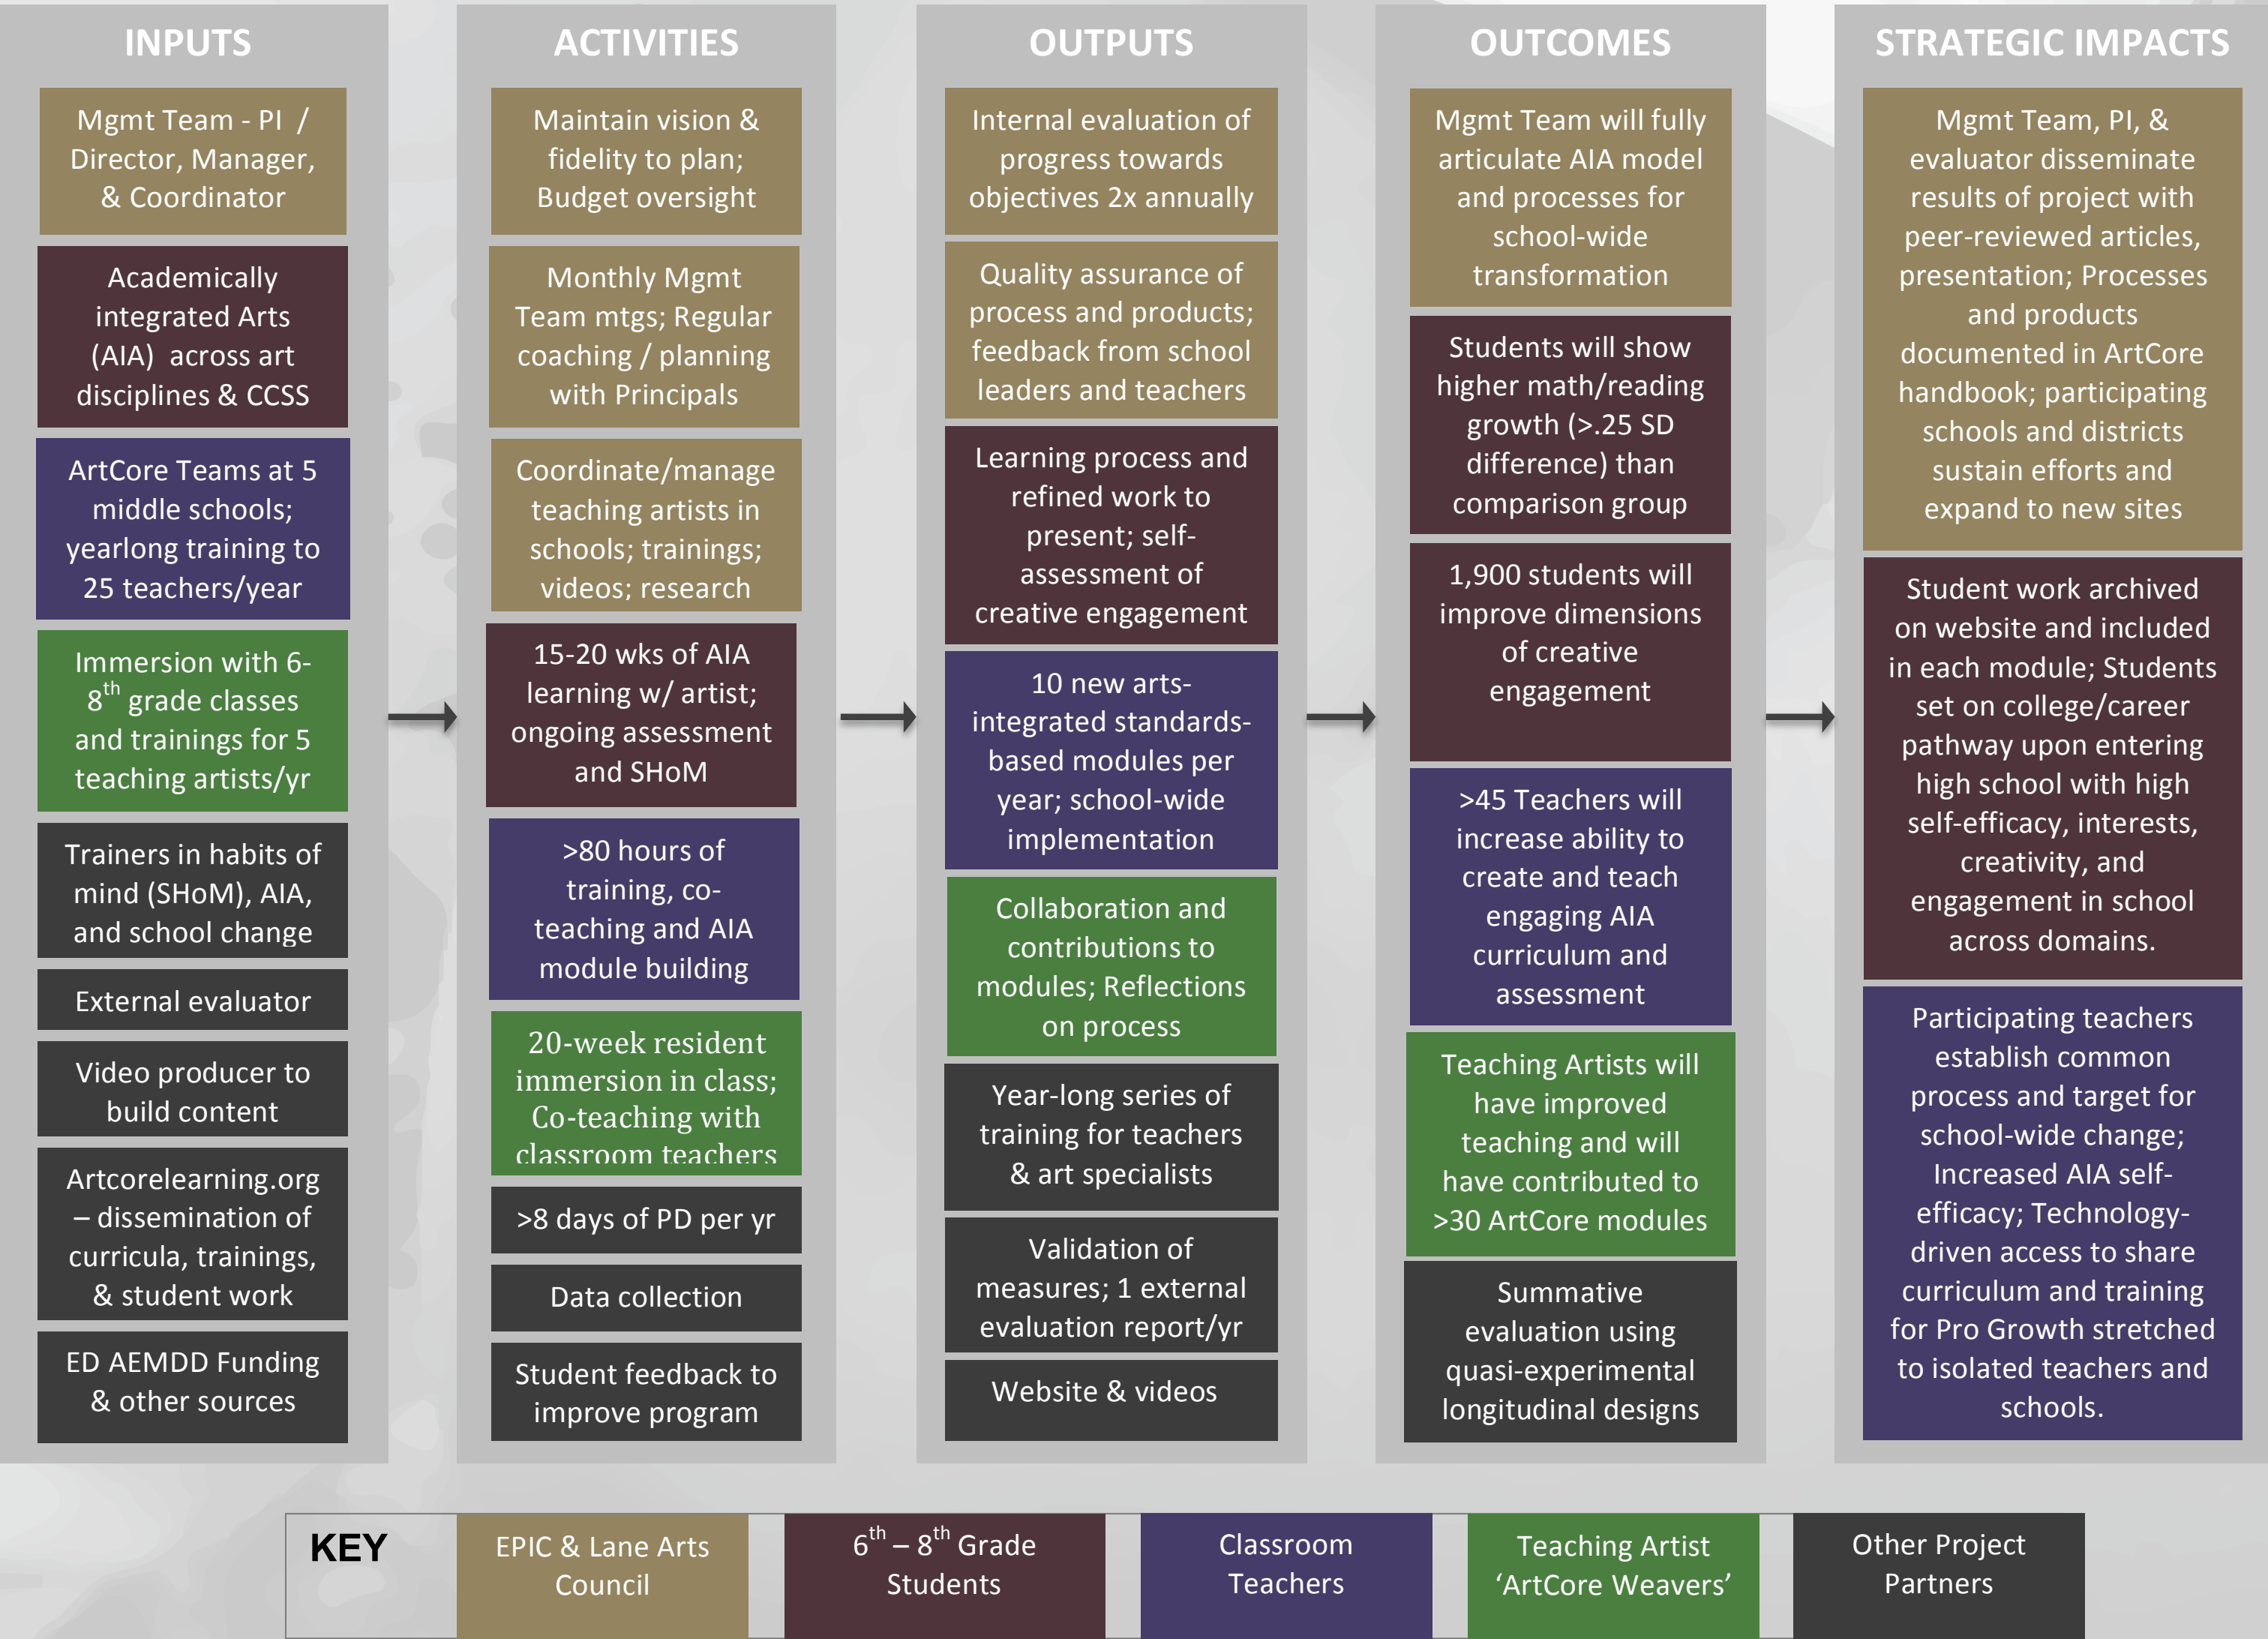 INPUTS
Mgmt Team - PI /
Director, Manager,
& Coordinator
Academically
integrated Arts
(AIA) across art
disciplines & CCSS
ArtCore Teams at 5
middle schools;
yearlong training to
25 teachers/year
Immersion with 6-
8th grade classes
and trainings for 5
teaching artists/yr
Trainers in habits of
mind (SHoM), AIA,
and school change
External evaluator
Video producer to
build content
Artcorelearning.org
– dissemination of
curricula, trainings,
& student work
ED AEMDD Funding
& other sources
ACTIVITIES
Maintain vision &
fidelity to plan;
Budget oversight
Monthly Mgmt
Team mtgs; Regular
coaching / planning
with Principals
Coordinate/manage
teaching artists in
schools; trainings;
videos; research
15-20 wks of AIA
learning w/ artist;
ongoing assessment
and SHoM
>80 hours of
training, co-
teaching and AIA
module building
20-week resident
immersion in class;
Co-teaching with
classroom teachers
>8 days of PD per yr
Data collection
Student feedback to
improve program
OUTPUTS
Internal evaluation of
progress towards
objectives 2x annually
Quality assurance of
process and products;
feedback from school
leaders and teachers
Learning process and
refined work to
present; self-
assessment of
creative engagement
10 new arts-
integrated standards-
based modules per
year; school-wide
implementation
Collaboration and
contributions to
modules; Reflections
on process
Year-long series of
training for teachers
& art specialists
Validation of
measures; 1 external
evaluation report/yr
Website & videos
OUTCOMES
Mgmt Team will fully
articulate AIA model
and processes for
school-wide
transformation
Students will show
higher math/reading
growth (>.25 SD
difference) than
comparison group
1,900 students will
improve dimensions
of creative
engagement
>45 Teachers will
increase ability to
create and teach
engaging AIA
curriculum and
assessment
Teaching Artists will
have improved
teaching and will
have contributed to
>30 ArtCore modules
Summative
evaluation using
quasi-experimental
longitudinal designs
STRATEGIC IMPACTS
Mgmt Team, PI, &
evaluator disseminate
results of project with
peer-reviewed articles,
presentation; Processes
and products
documented in ArtCore
handbook; participating
schools and districts
sustain efforts and
expand to new sites
Student work archived
on website and included
in each module; Students
set on college/career
pathway upon entering
high school with high
self-efficacy, interests,
creativity, and
engagement in school
across domains.
Participating teachers
establish common
process and target for
school-wide change;
Increased AIA self-
efficacy; Technology-
driven access to share
curriculum and training
for Pro Growth stretched
to isolated teachers and
schools.
KEY
EPIC & Lane Arts
Council
6th – 8th Grade
Students
Classroom
Teachers
Teaching Artist
‘ArtCore Weavers’
Other Project
Partners